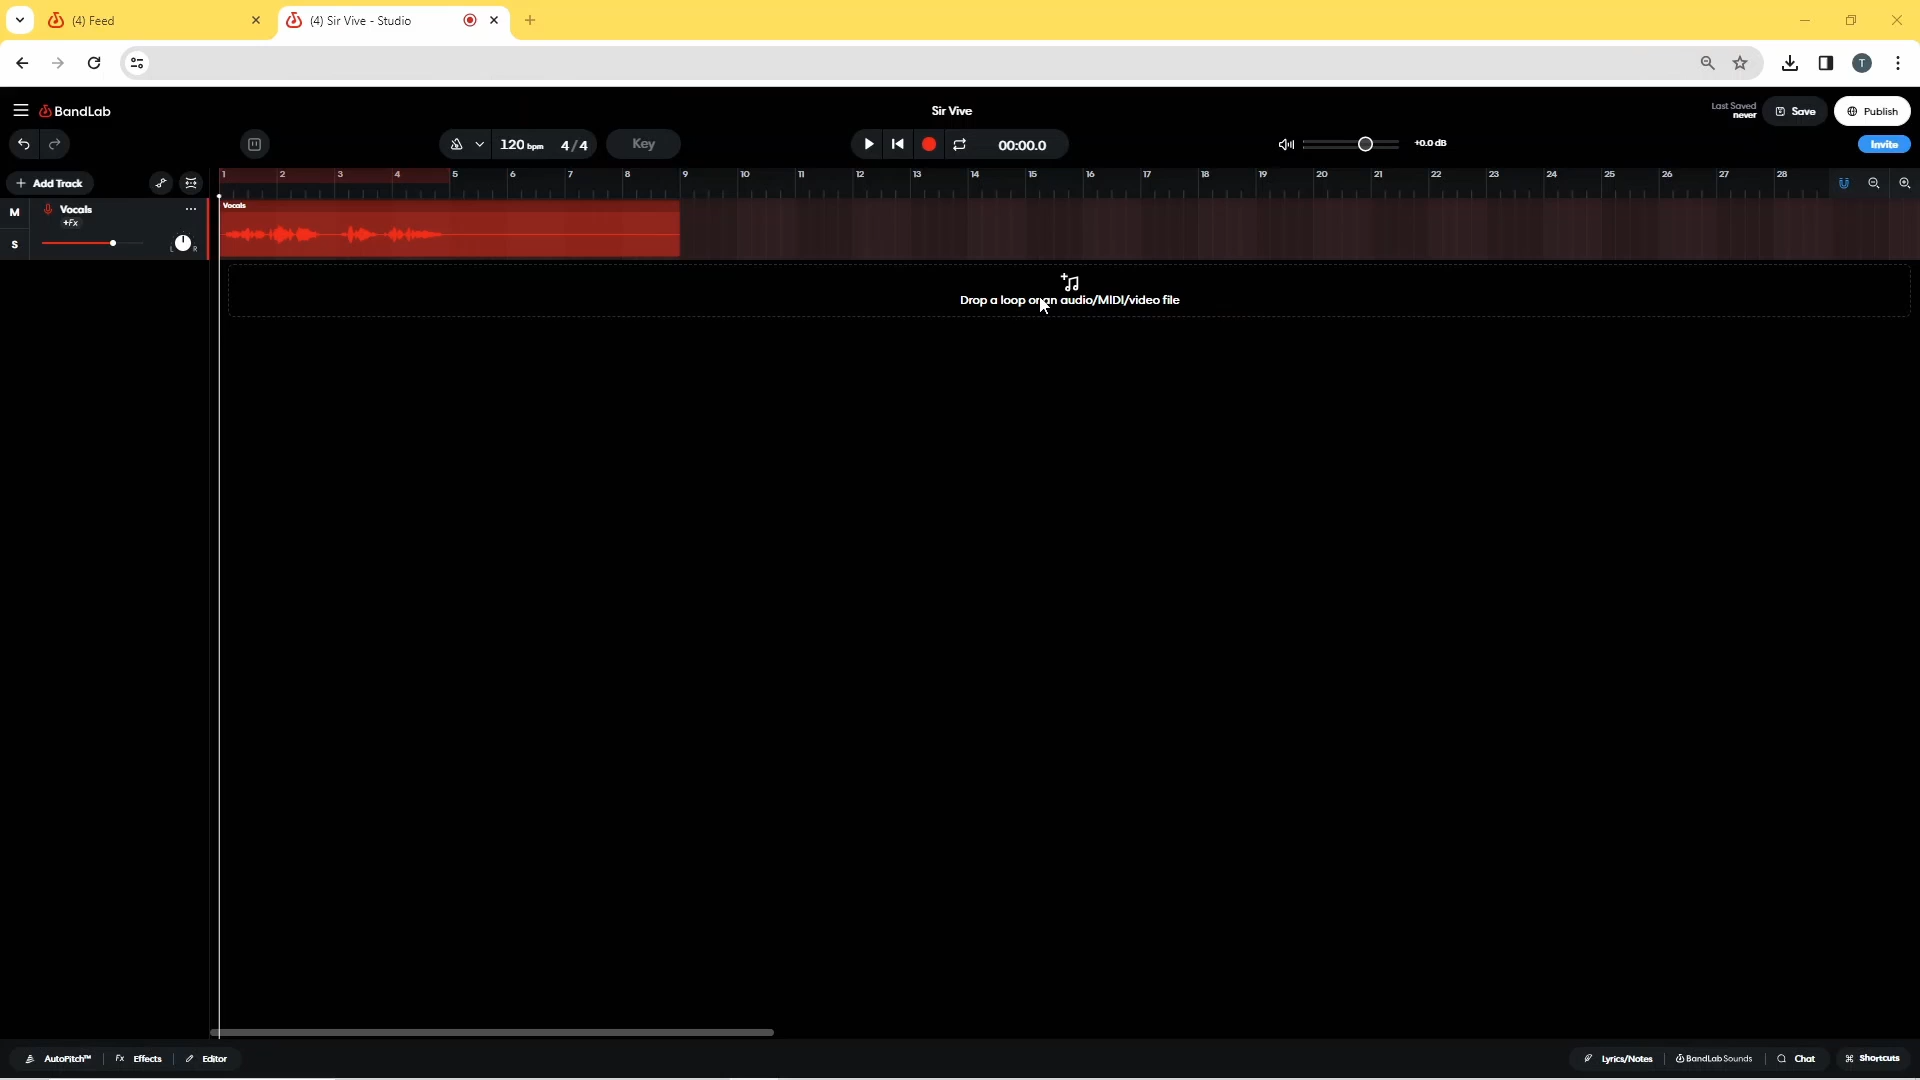 (4) Feed
(4) Sir Vive - Studio
T
BandLab
Sir Vive
Last Saved
never
Save
Publish
120 bpm 4/4
Key
00:00.0
+0.0 dB
Invite
+ Add Track
1 2 3 4 5 6 7 8 9 10 11 12 13 14 15 16 17 18 19 20 21 22 23 24 25 26 27 28
M
Vocals
+Fx
S
L R
Vocals
Drop a loop or an audio/MIDI/video file
AutoPitch™
Fx Effects
Editor
Lyrics/Notes
BandLab Sounds
Chat
Shortcuts